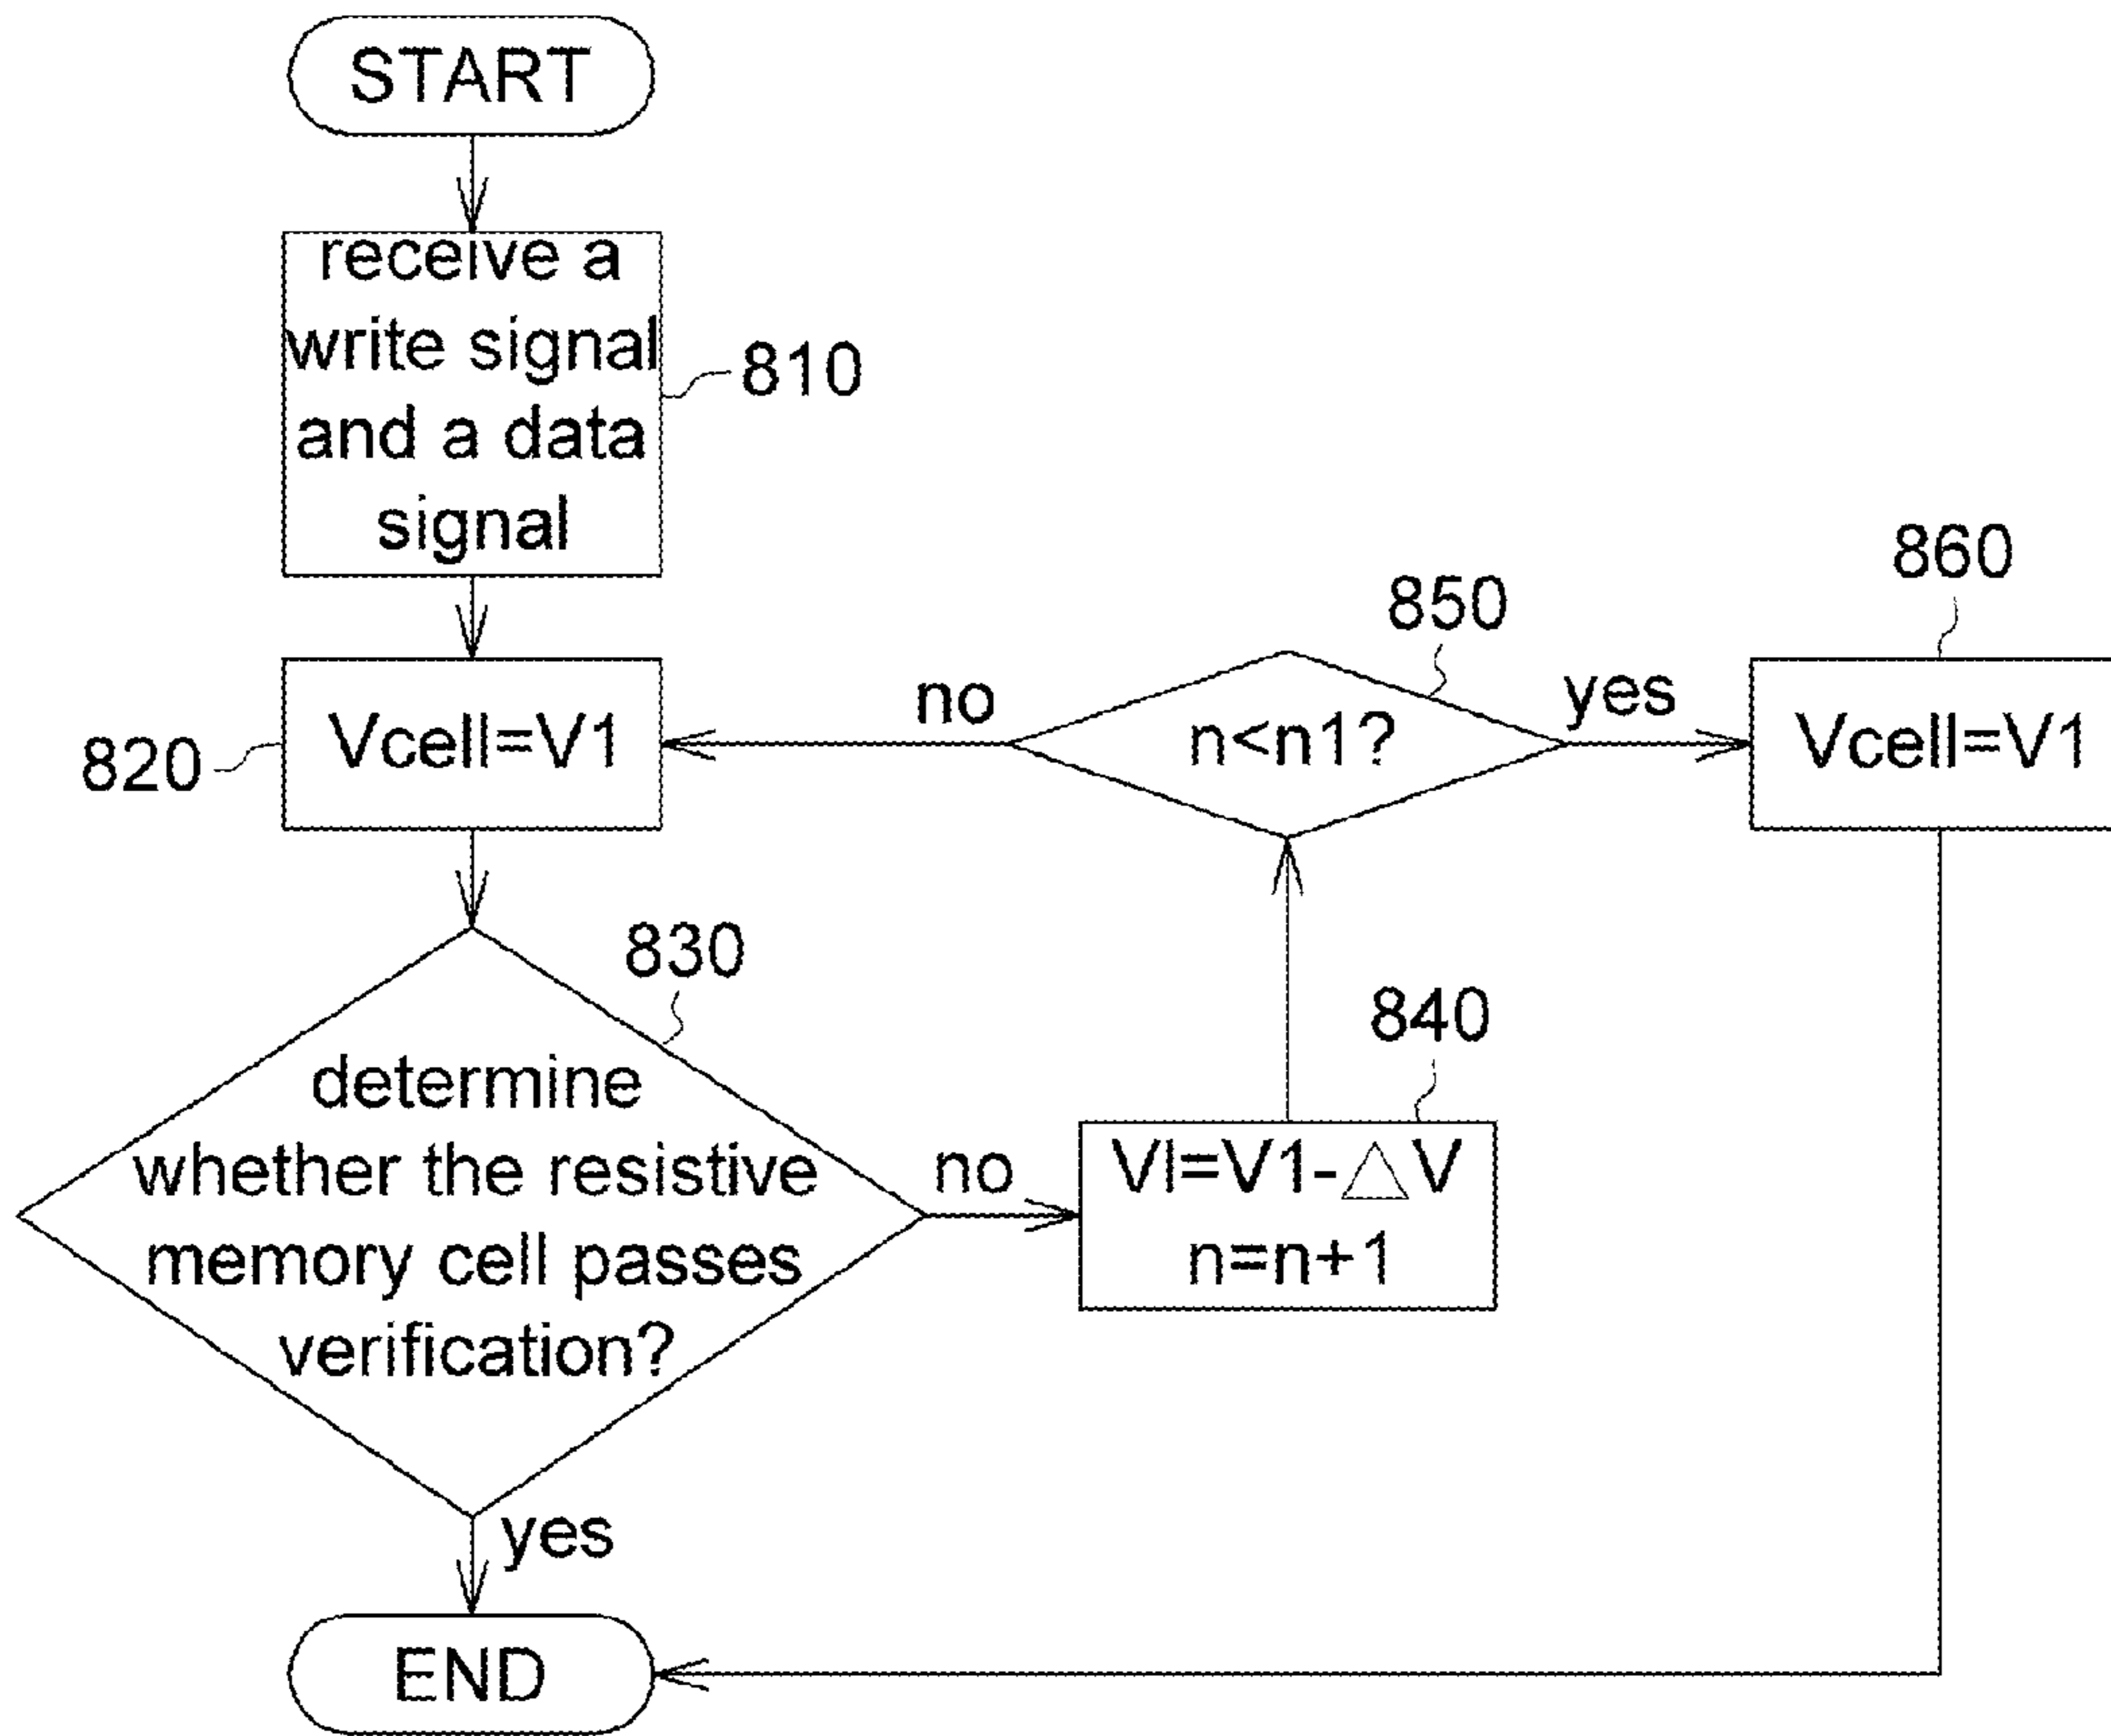 START
receive a
write signal
and a data
signal
810
860
850
no
yes
Vcell=V1
820
n<n1?
Vcell=V1
830
840
determine
whether the resistive
memory cell passes
verification?
no
Vl=V1-△V
n=n+1
yes
END